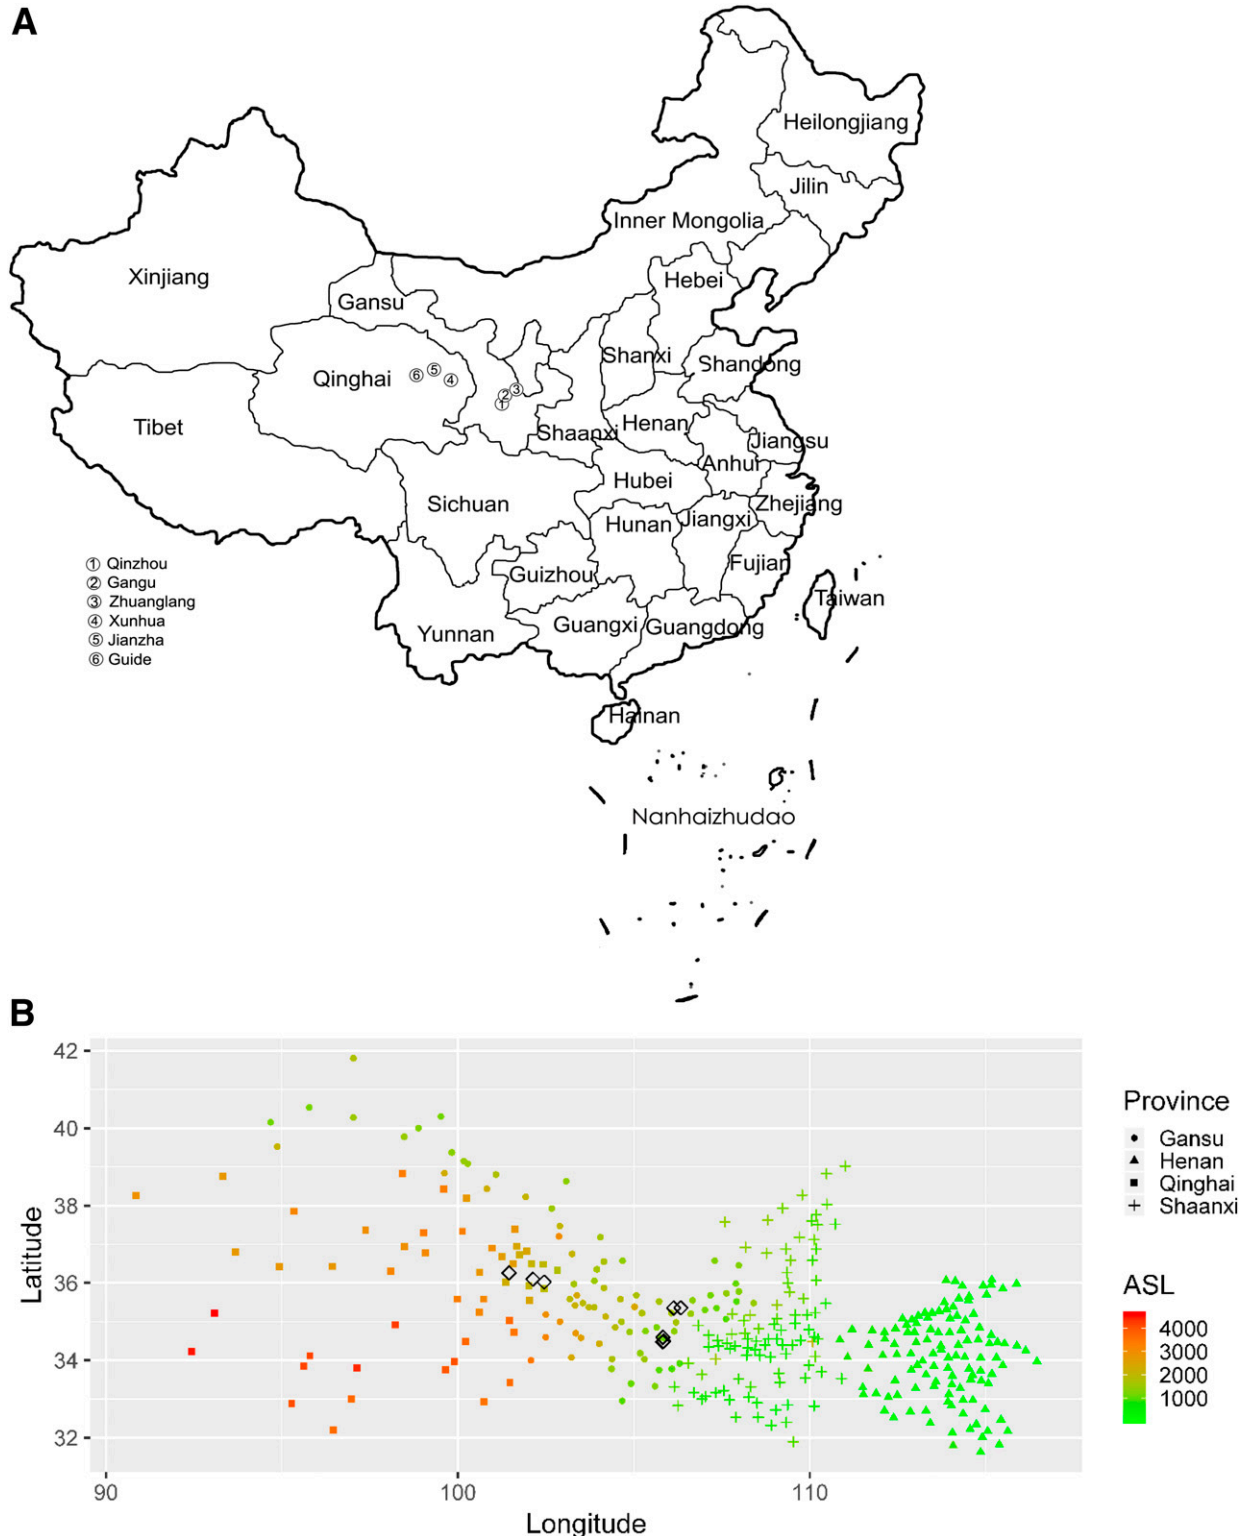 A
Heilongjiang
Jilin
Inner Mongolia
Xinjiang
Hebei
Gansu
Shanxi
Shandong
Qinghai
⑥ ⑤ ④
③
②
①
Henan
Tibet
Shaanxi
Jiangsu
Anhui
Hubei
Sichuan
Zhejiang
Hunan
Jiangxi
Fujian
① Qinzhou
② Gangu
③ Zhuanglang
④ Xunhua
⑤ Jianzha
⑥ Guide
Guizhou
Taiwan
Yunnan
Guangxi
Guangdong
Hainan
Nanhaizhudao
B
42
40
38
36
34
32
Latitude
90
100
110
Longitude
Province
Gansu
Henan
Qinghai
Shaanxi
ASL
4000
3000
2000
1000